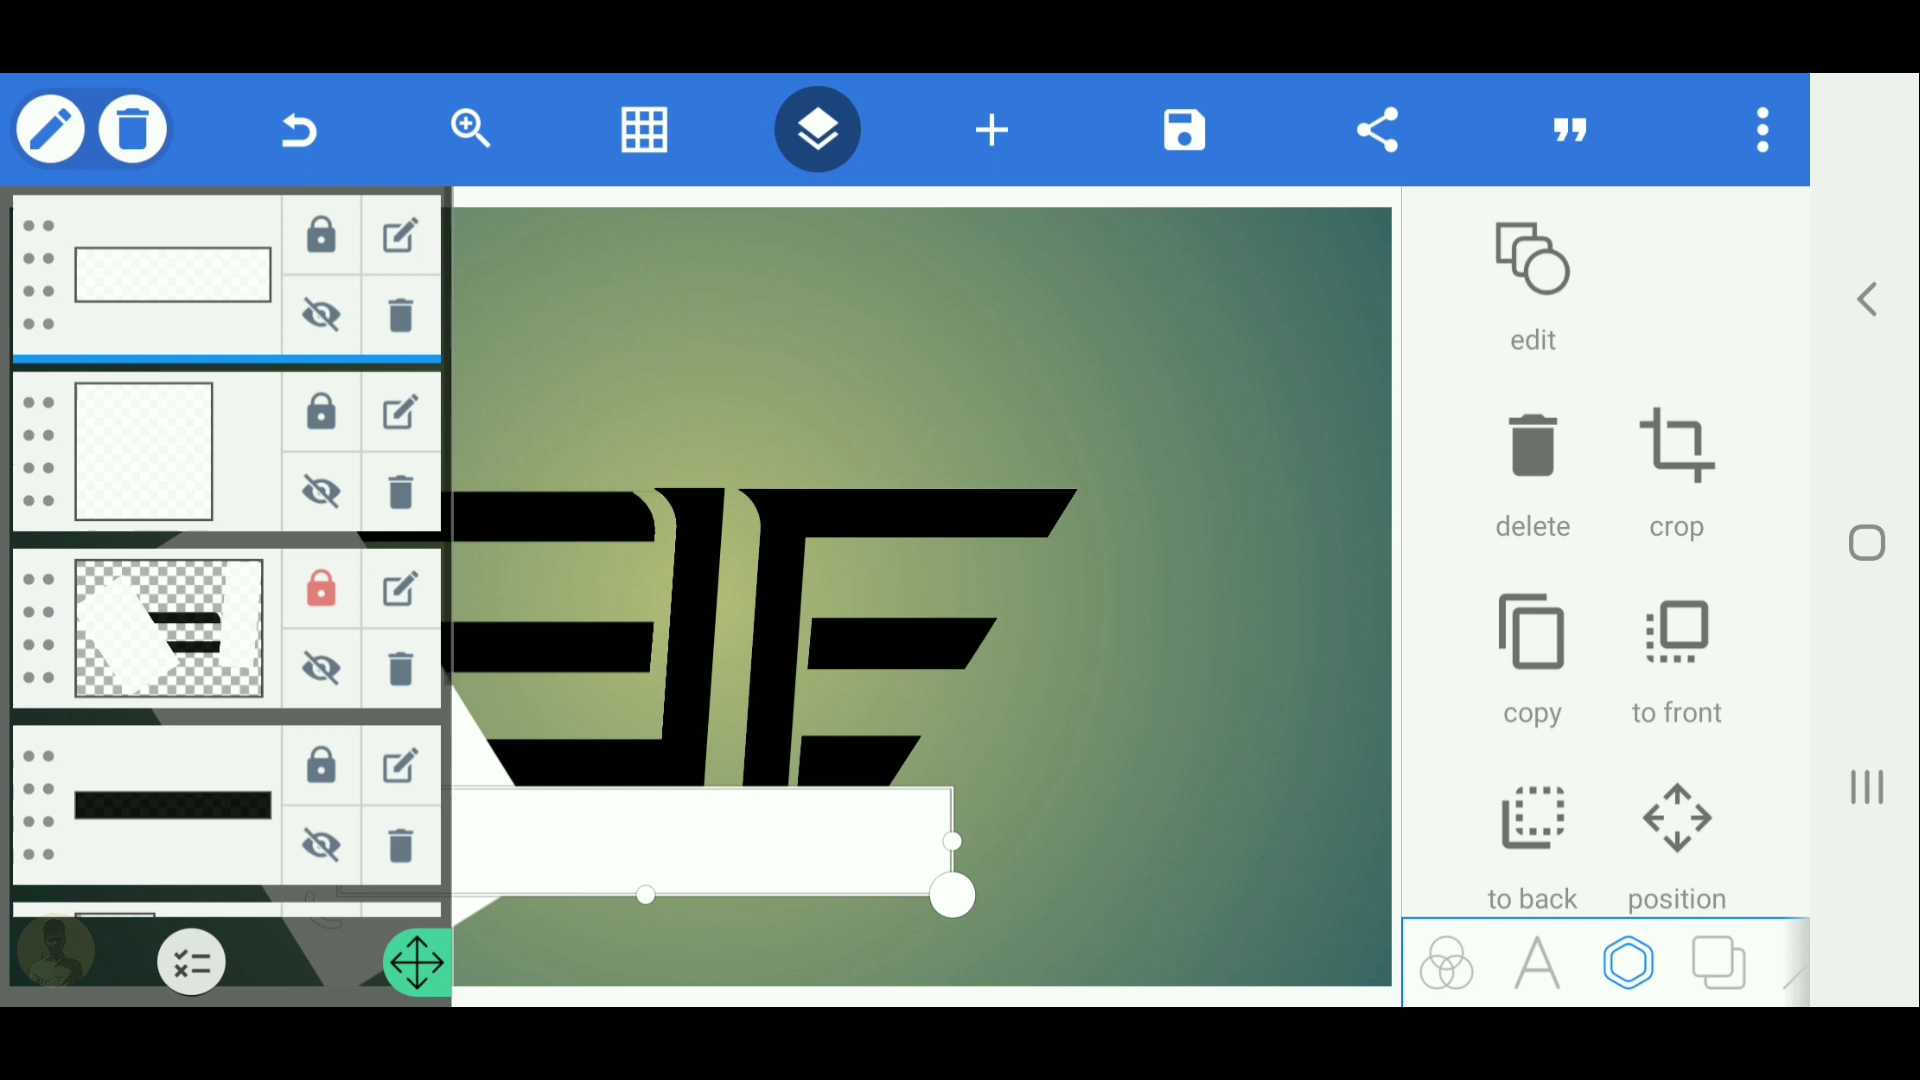 edit
delete
crop
copy
to front
to back
position